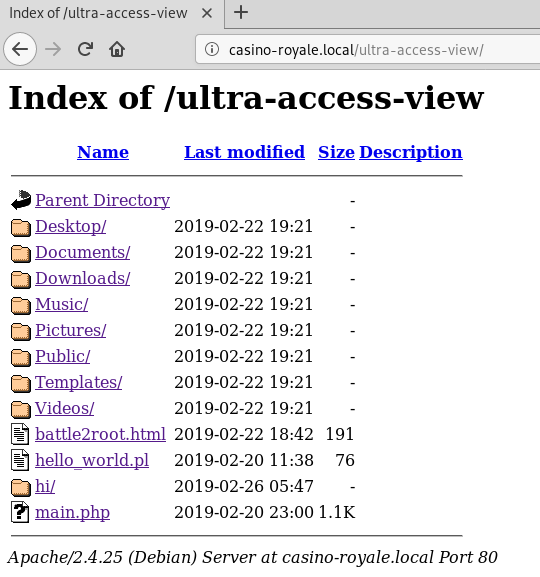 Index of /ultra-access-view
casino-royale.local/ultra-access-view/
Index of /ultra-access-view
Name Last modified Size Description
Parent Directory -
Desktop/ 2019-02-22 19:21 -
Documents/ 2019-02-22 19:21 -
Downloads/ 2019-02-22 19:21 -
Music/ 2019-02-22 19:21 -
Pictures/ 2019-02-22 19:21 -
Public/ 2019-02-22 19:21 -
Templates/ 2019-02-22 19:21 -
Videos/ 2019-02-22 19:21 -
battle2root.html 2019-02-22 18:42 191
hello_world.pl 2019-02-20 11:38 76
hi/ 2019-02-26 05:47 -
main.php 2019-02-20 23:00 1.1K
Apache/2.4.25 (Debian) Server at casino-royale.local Port 80